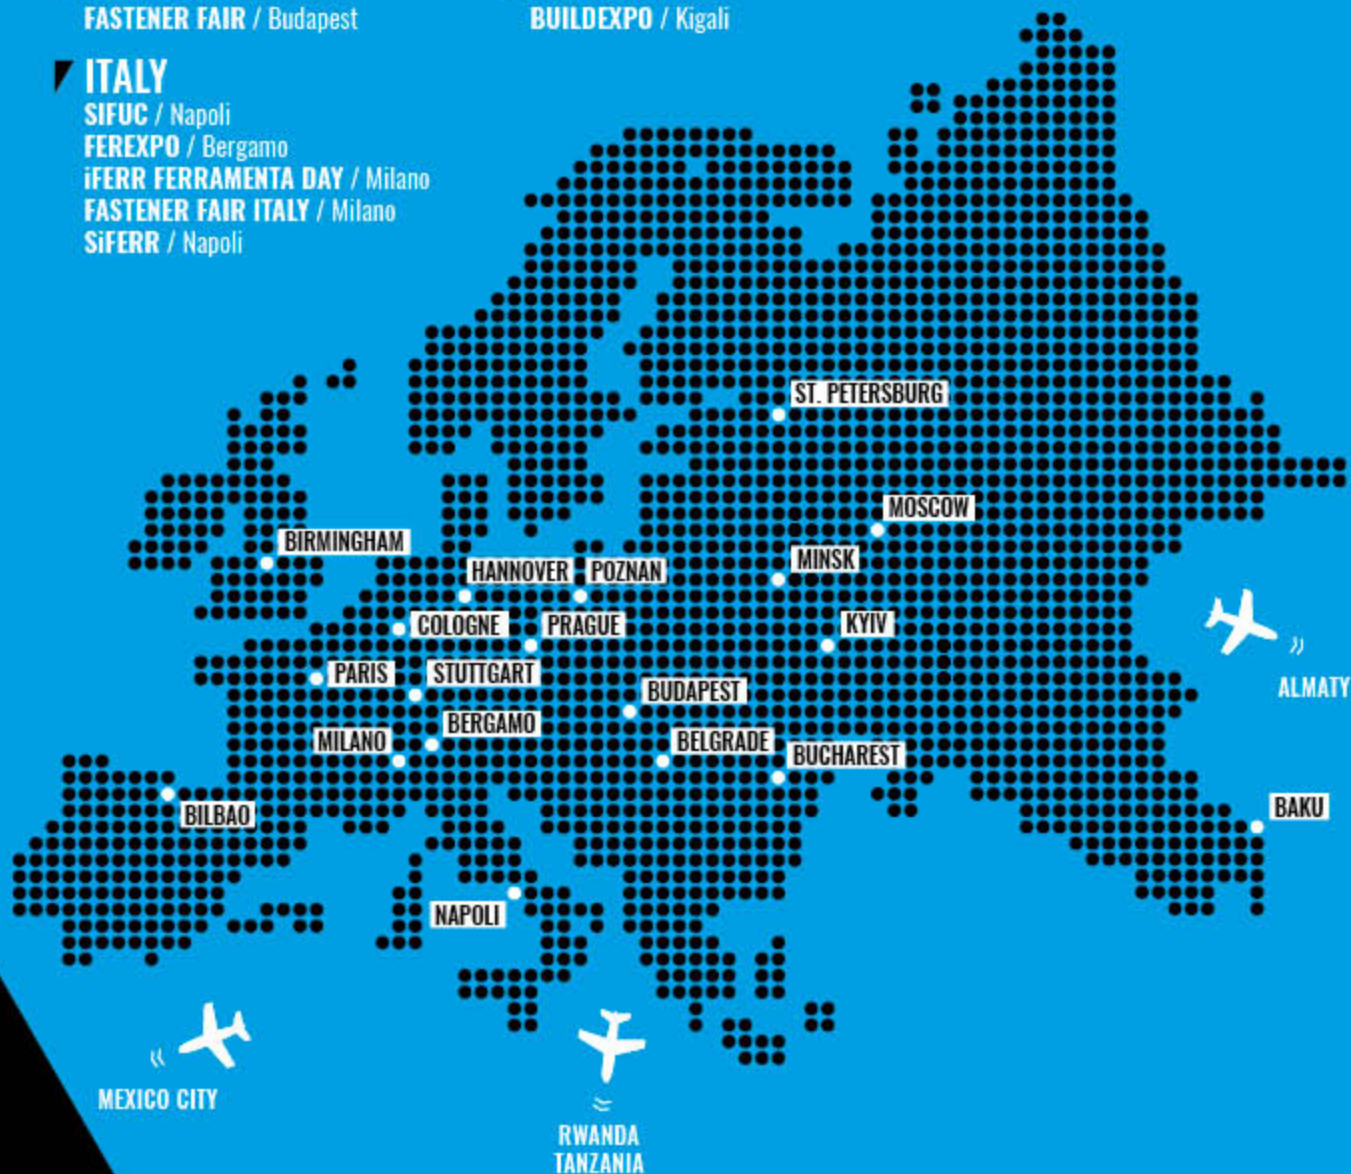 FASTENER FAIR / Budapest
BUILDEXPO / Kigali
ITALY
SIFUC / Napoli
FEREXPO / Bergamo
iFERR FERRAMENTA DAY / Milano
FASTENER FAIR ITALY / Milano
SiFERR / Napoli
ST. PETERSBURG
MOSCOW
BIRMINGHAM
MINSK
HANNOVER
POZNAN
COLOGNE
PRAGUE
KYIV
PARIS
STUTTGART
BUDAPEST
ALMATY
BERGAMO
MILANO
BELGRADE
BUCHAREST
BILBAO
BAKU
NAPOLI
MEXICO CITY
RWANDA
TANZANIA